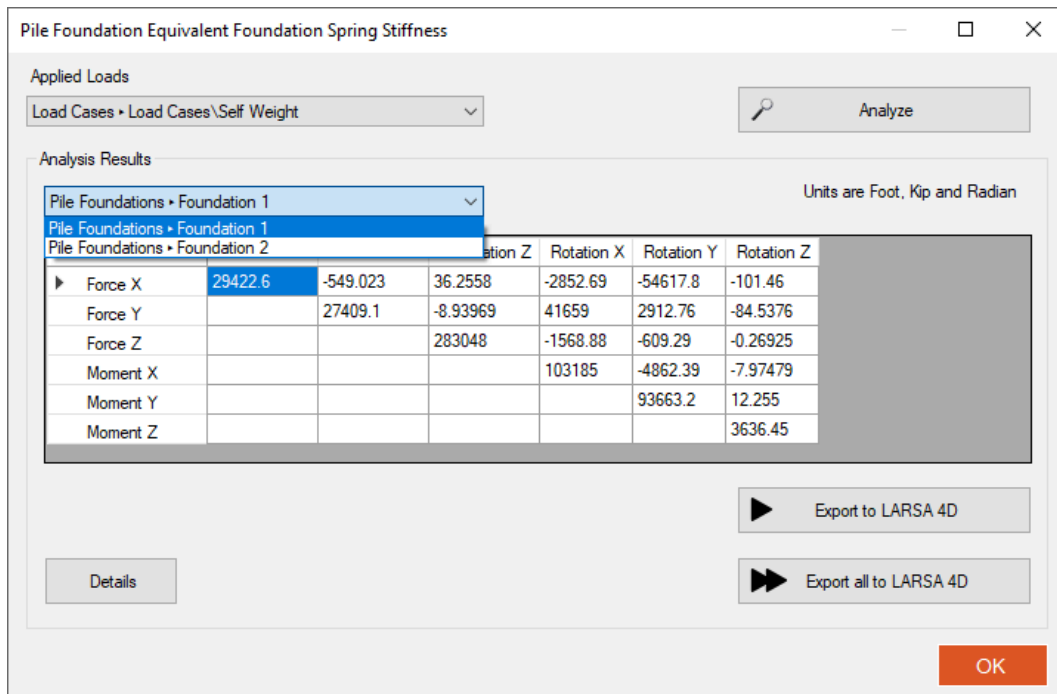 Pile Foundation Equivalent Foundation Spring Stiffness
Applied Loads
Load Cases ‣ Load Cases\Self Weight
Analyze
Analysis Results
Pile Foundations ‣ Foundation 1
Units are Foot, Kip and Radian
Pile Foundations ‣ Foundation 1
Pile Foundations ‣ Foundation 2
ation Z Rotation X Rotation Y Rotation Z
Force X 29422.6 -549.023 36.2558 -2852.69 -54617.8 -101.46
Force Y 27409.1 -8.93969 41659 2912.76 -84.5376
Force Z 283048 -1568.88 -609.29 -0.26925
Moment X 103185 -4862.39 -7.97479
Moment Y 93663.2 12.255
Moment Z 3636.45
Export to LARSA 4D
Details
Export all to LARSA 4D
OK